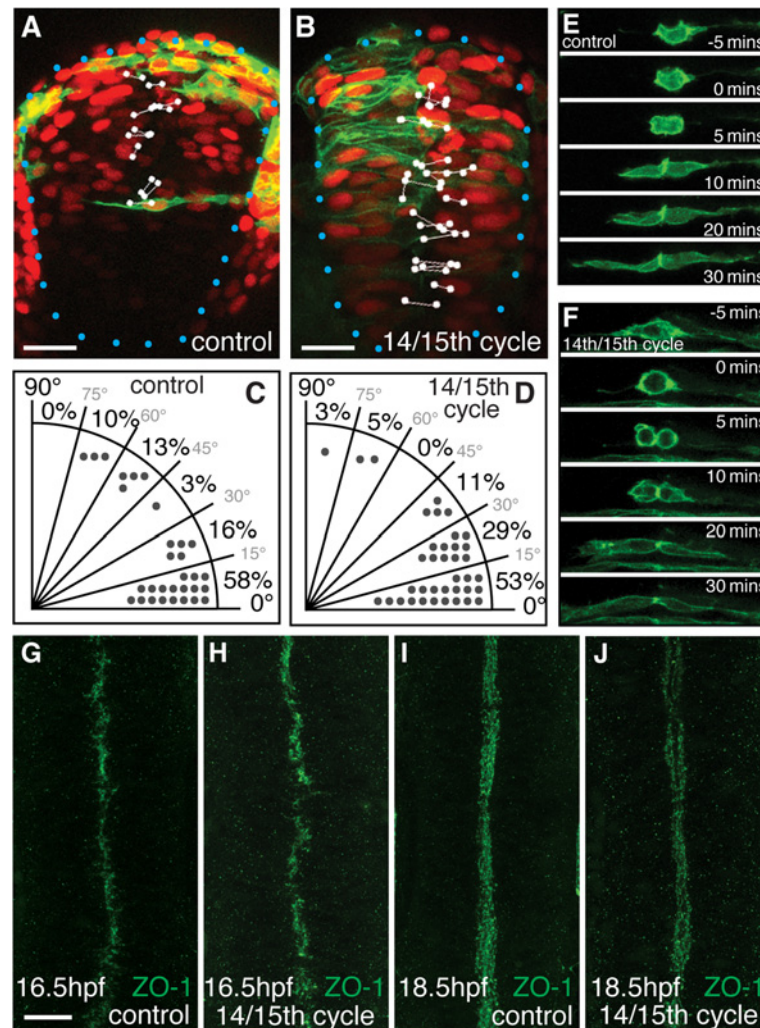 A
control
B
14/15th cycle
E
control
-5 mins
0 mins
5 mins
10 mins
20 mins
30 mins
F
-5 mins
14th/15th cycle
0 mins
5 mins
10 mins
20 mins
30 mins
90°
control
C
0%
75°
10%
60°
13%
45°
3%
30°
16%
15°
58%
0°
90°
14/15th
cycle
D
3%
75°
5%
60°
0%
45°
11%
30°
29%
15°
53%
0°
G
16.5hpf ZO-1
control
H
16.5hpf ZO-1
14/15th cycle
I
18.5hpf ZO-1
control
J
18.5hpf ZO-1
14/15th cycle